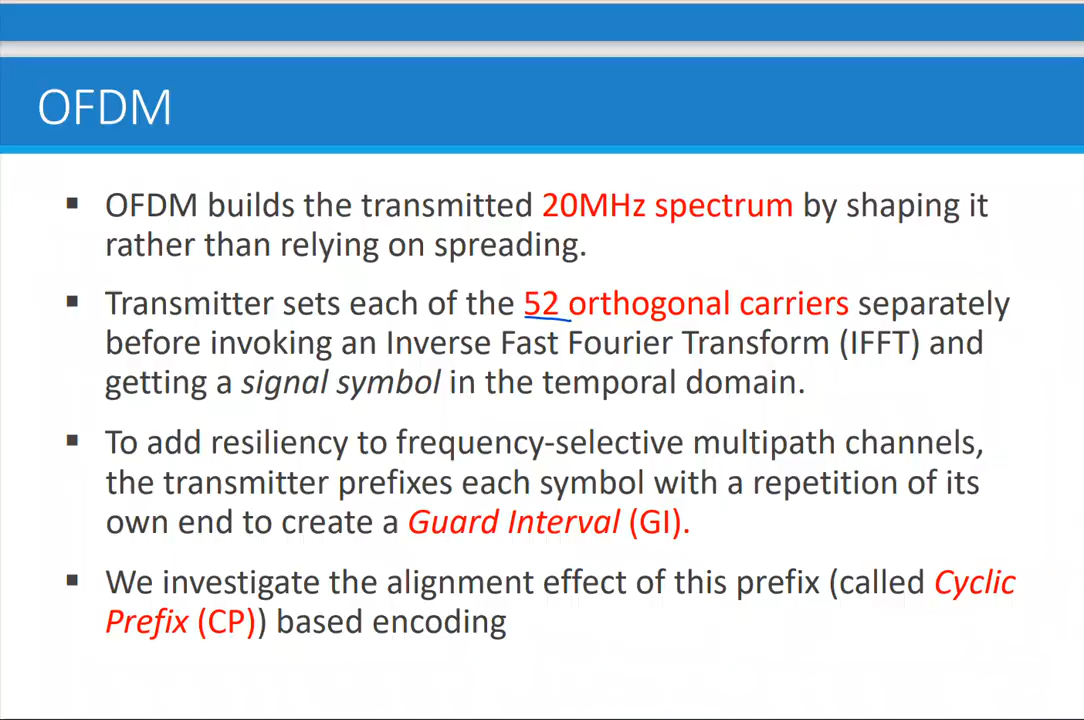 OFDM
▪ OFDM builds the transmitted 20MHz spectrum by shaping it
rather than relying on spreading.
▪ Transmitter sets each of the 52 orthogonal carriers separately
before invoking an Inverse Fast Fourier Transform (IFFT) and
getting a signal symbol in the temporal domain.
▪ To add resiliency to frequency-selective multipath channels,
the transmitter prefixes each symbol with a repetition of its
own end to create a Guard Interval (GI).
▪ We investigate the alignment effect of this prefix (called Cyclic
Prefix (CP)) based encoding